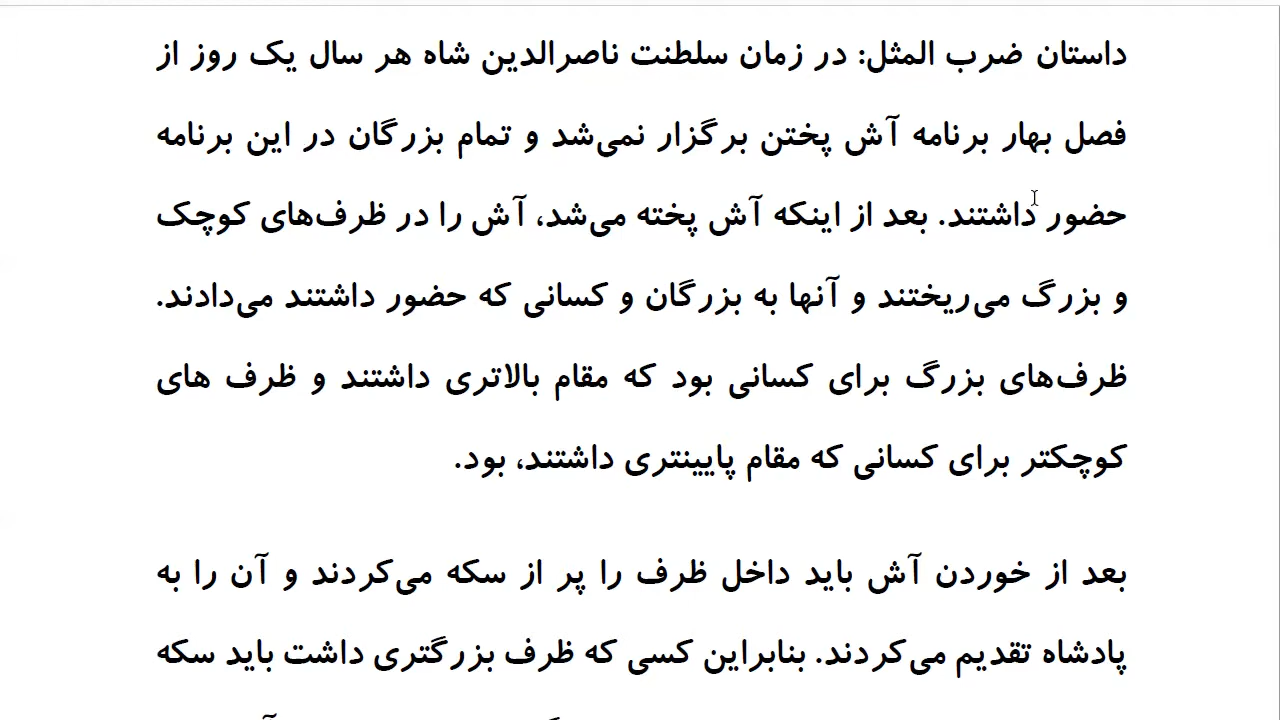 داستان ضرب المثل: در زمان سلطنت ناصرالدین شاه هر سال یک روز از
فصل بهار برنامه آش پختن برگزار نمی‌شد و تمام بزرگان در این برنامه
حضور داشتند. بعد از اینکه آش پخته می‌شد، آش را در ظرف‌های کوچک
و بزرگ می‌ریختند و آنها به بزرگان و کسانی که حضور داشتند می‌دادند.
ظرف‌های بزرگ برای کسانی بود که مقام بالاتری داشتند و ظرف های
کوچکتر برای کسانی که مقام پایینتری داشتند، بود.
بعد از خوردن آش باید داخل ظرف را پر از سکه می‌کردند و آن را به
پادشاه تقدیم می‌کردند. بنابراین کسی که ظرف بزرگتری داشت باید سکه